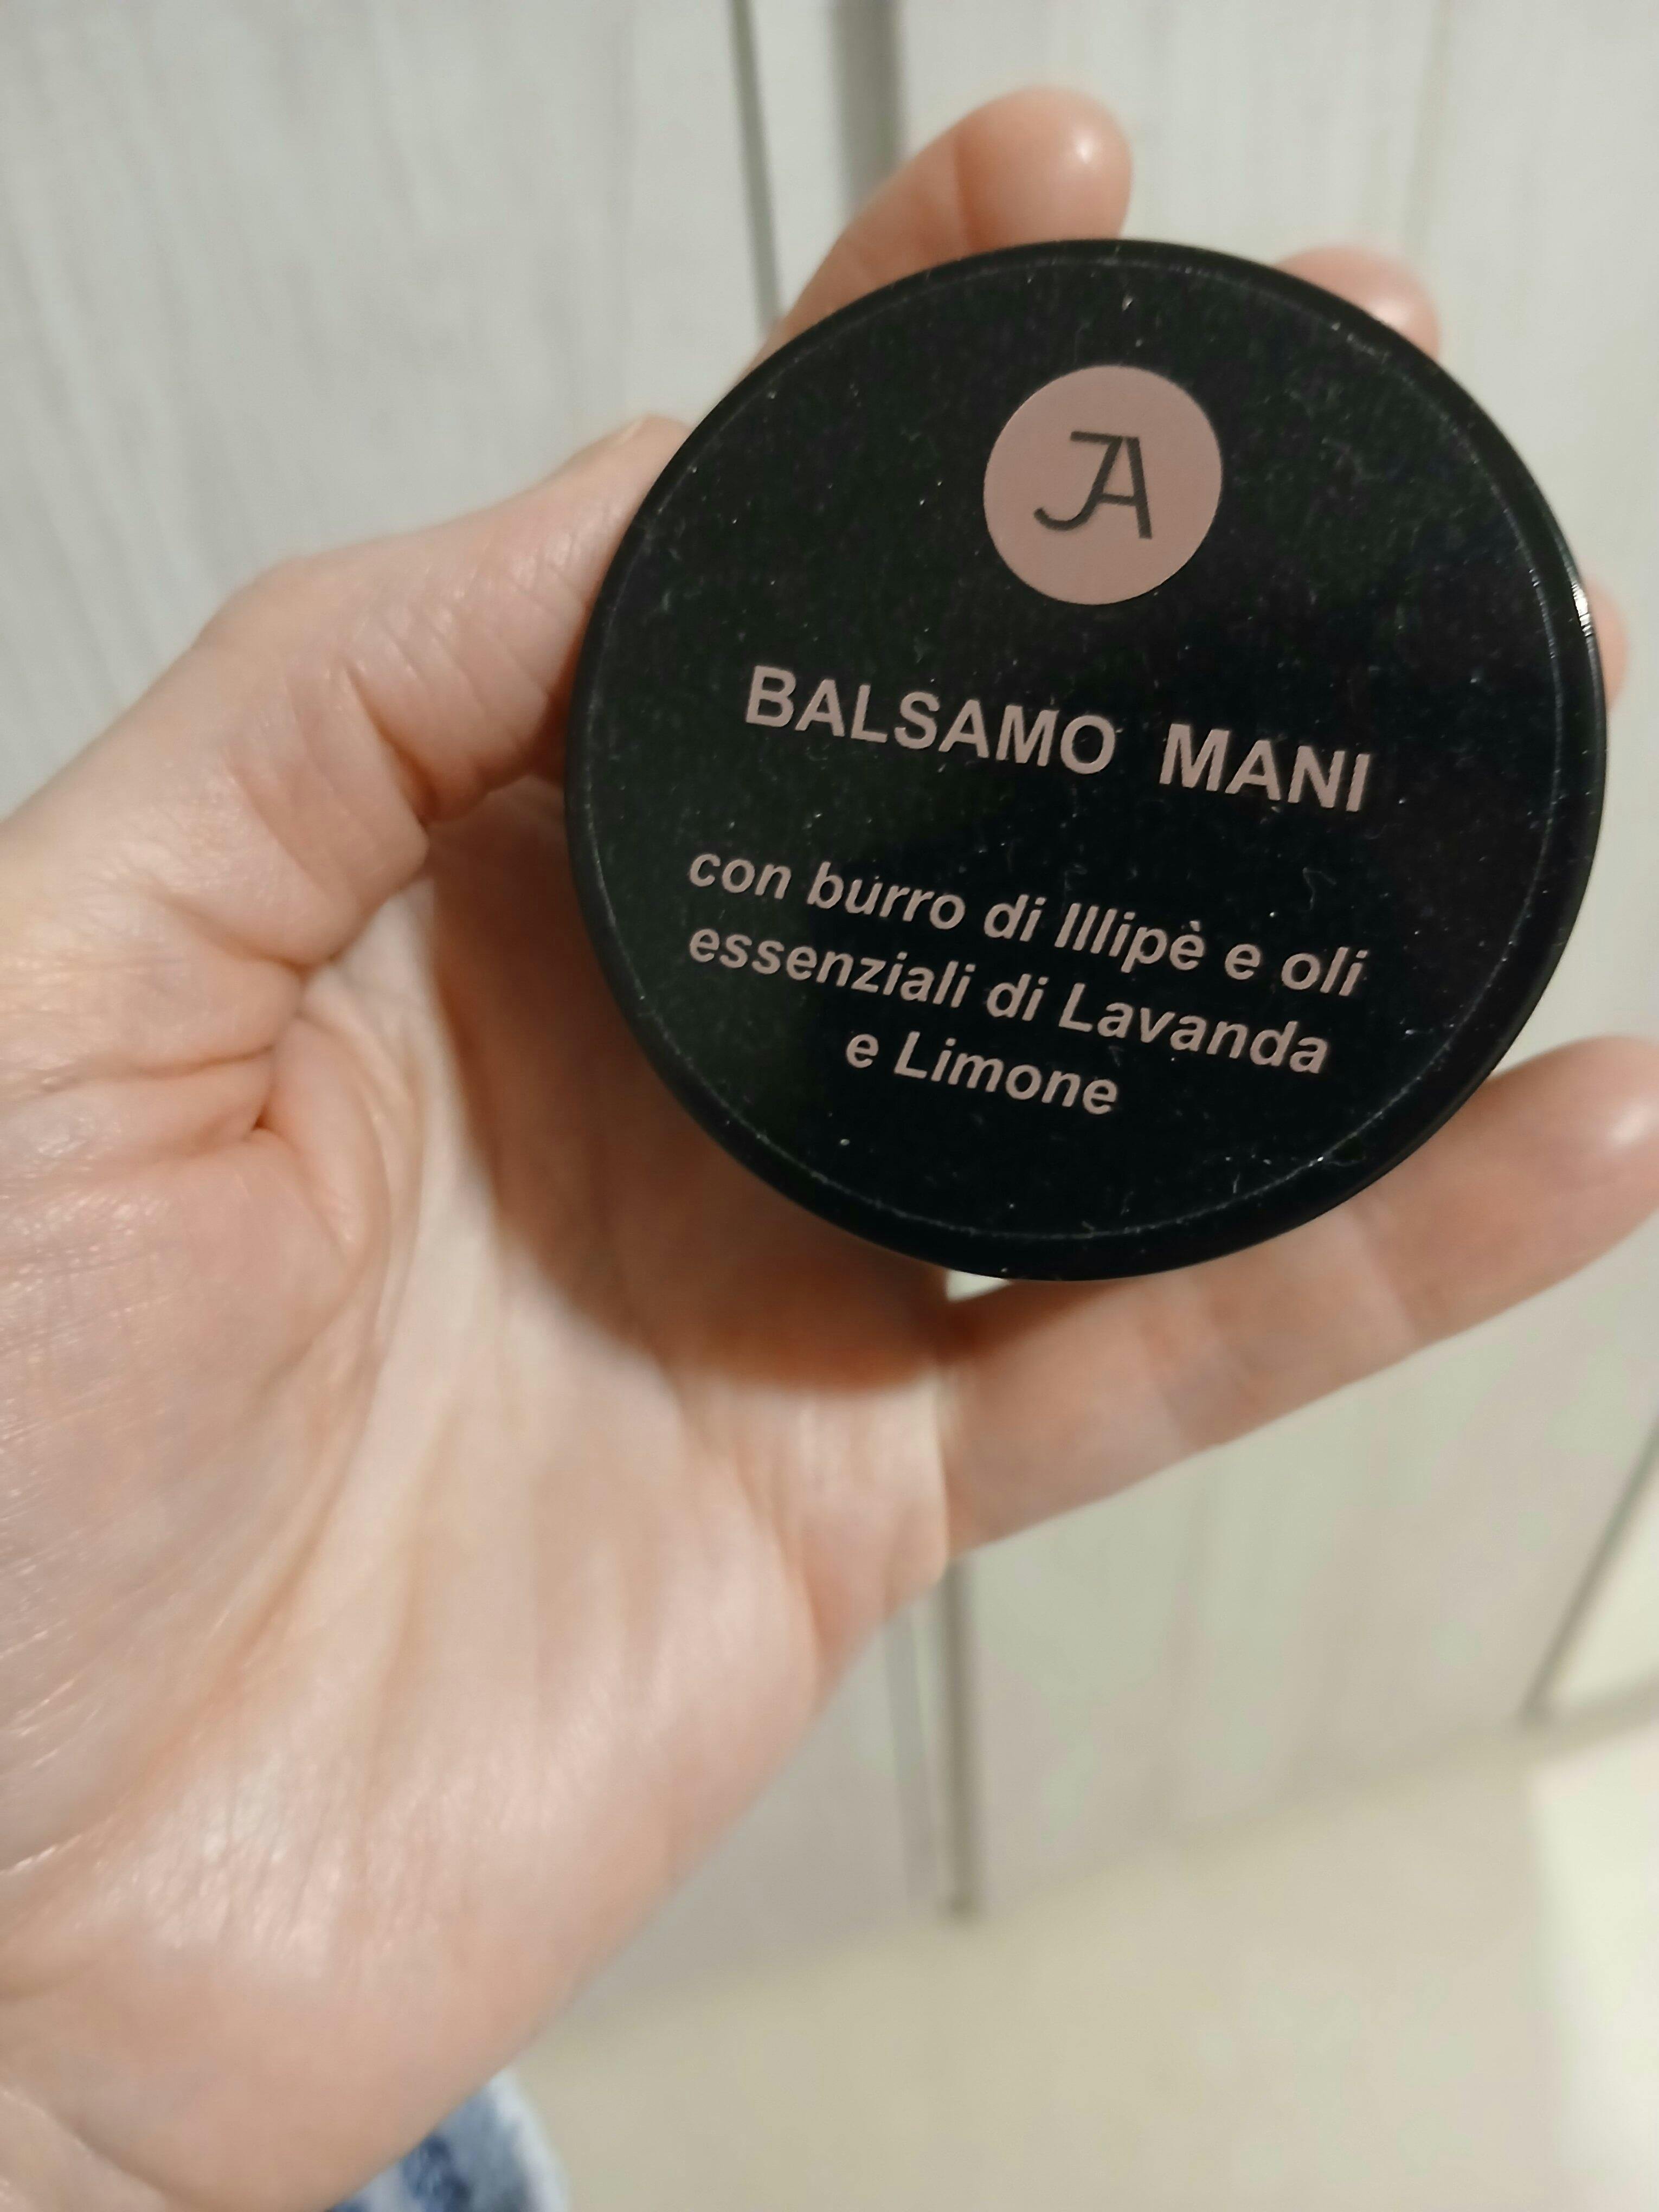 JA
BALSAMO MANI
con burro di Illipè e oli
essenziali di Lavanda
e Limone